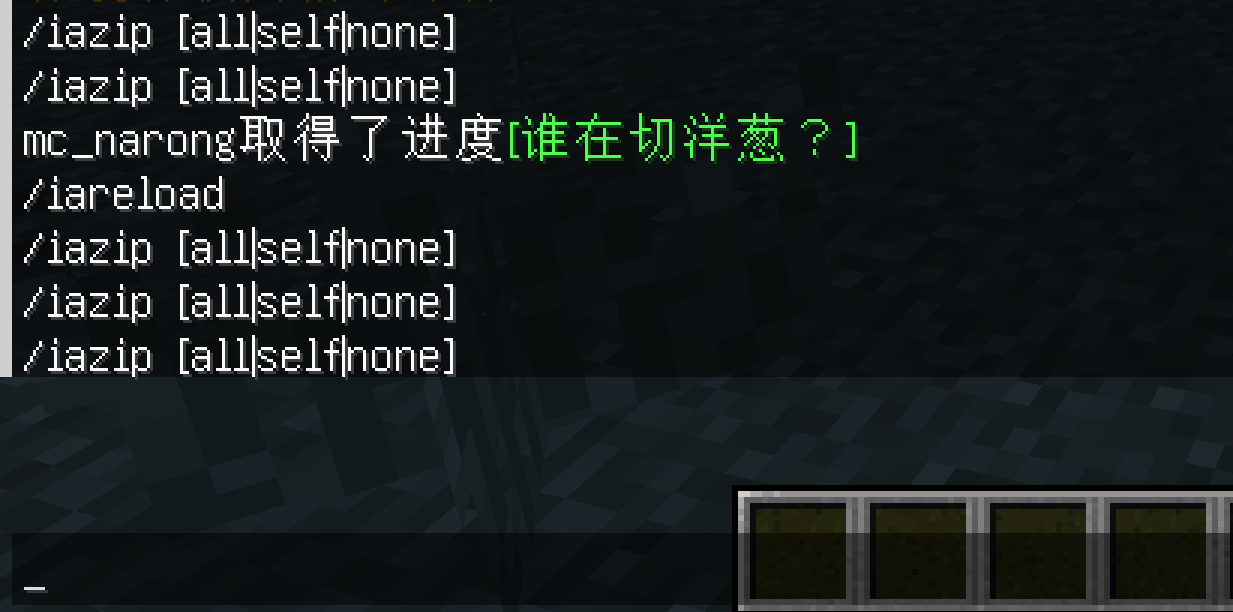 /iazip [all|self|none]
/iazip [all|self|none]
mc_narong取得了进度[谁在切洋葱？]
/iareload
/iazip [all|self|none]
/iazip [all|self|none]
/iazip [all|self|none]
_